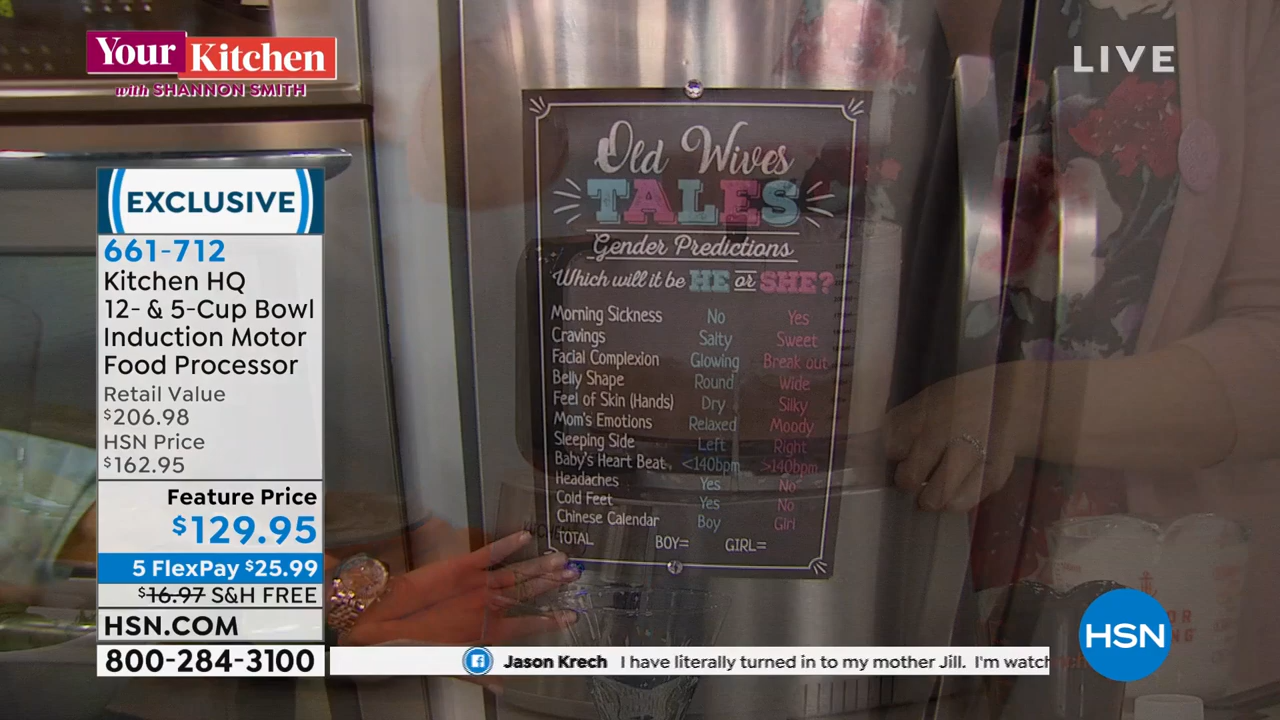 Your Kitchen
with SHANNON SMITH
LIVE
EXCLUSIVE
661-712
Kitchen HQ
12- & 5-Cup Bowl
Induction Motor
Food Processor
Retail Value
$206.98
HSN Price
$162.95
Feature Price
$129.95
5 FlexPay $25.99
$16.97 S&H FREE
HSN.COM
800-284-3100
Old Wives
TALES
Gender Predictions
Which will it be HE or SHE?
Morning Sickness No Yes
Cravings Salty Sweet
Facial Complexion Glowing Break out
Belly Shape Round Wide
Feel of Skin (Hands) Dry Silky
Mom's Emotions Relaxed Moody
Sleeping Side Left Right
Baby's Heart Beat <140bpm >140bpm
Headaches Yes No
Cold Feet Yes No
Chinese Calendar Boy Girl
TOTAL BOY= GIRL=
Jason Krech I have literally turned in to my mother Jill. I'm watch
HSN